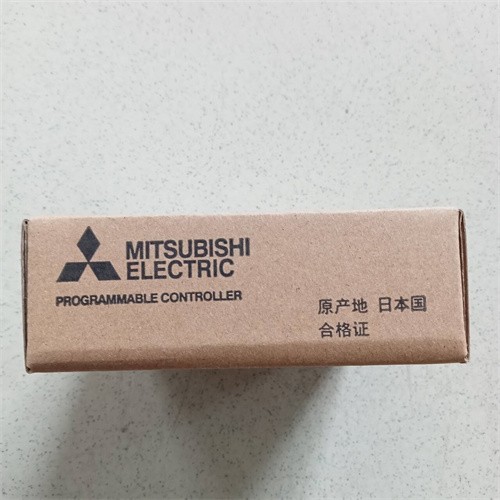 MITSUBISHI
ELECTRIC
PROGRAMMABLE CONTROLLER
原产地 日本国
合格证